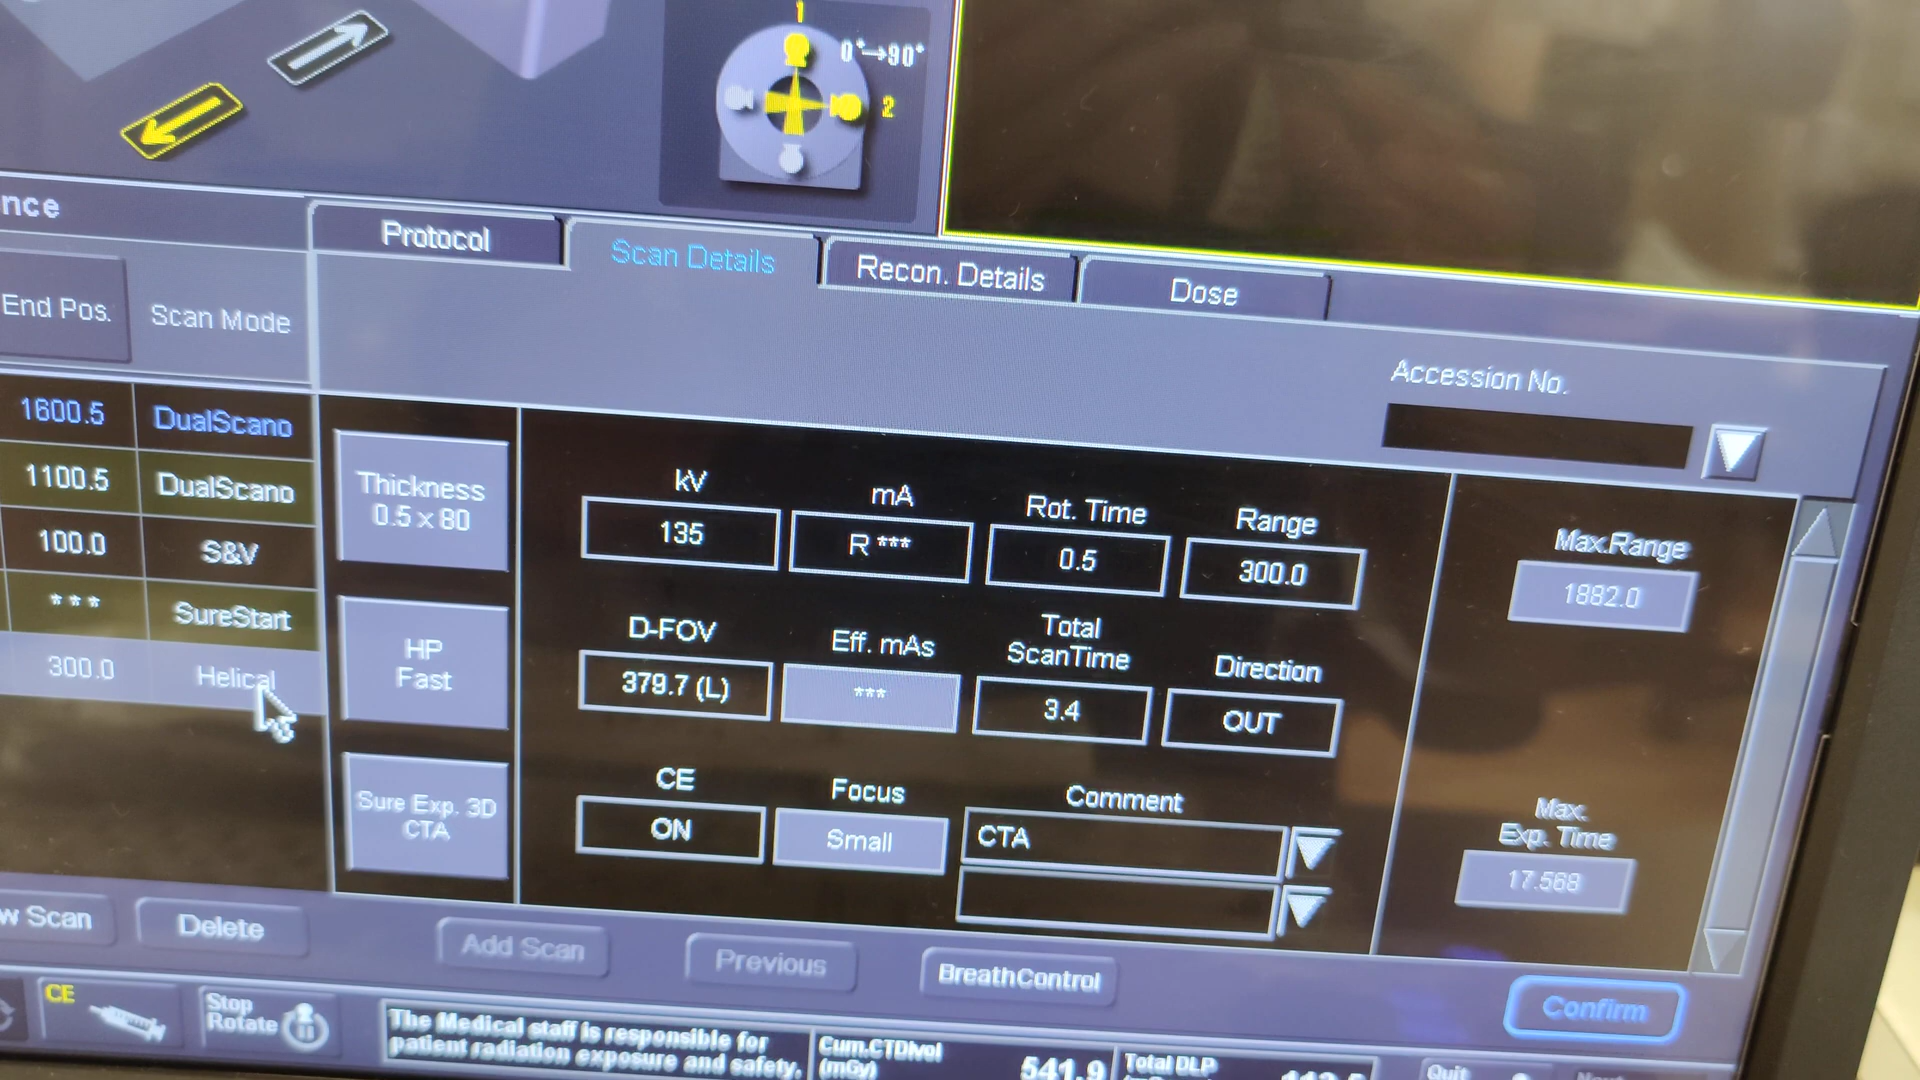 1
0°→90°
2
nce
Protocol
Scan Details
Recon. Details
Dose
End Pos.
Scan Mode
Accession No.
1600.5
DualScano
1100.5
DualScano
100.0
S&V
***
SureStart
300.0
Helical
Thickness
0.5 x 80
HP
Fast
Sure Exp. 3D
CTA
kV
mA
Rot. Time
Range
135
R ***
0.5
300.0
Max.Range
1882.0
D-FOV
Eff. mAs
Total
ScanTime
Direction
379.7 (L)
***
3.4
OUT
CE
Focus
Comment
ON
Small
CTA
Max.
Exp. Time
17.568
w Scan
Delete
Add Scan
Previous
BreathControl
Confirm
CE
Stop
Rotate
The Medical staff is responsible for
patient radiation exposure and safety.
Cum.CTDIvol
(mGy)
541.9
Total DLP
Quit